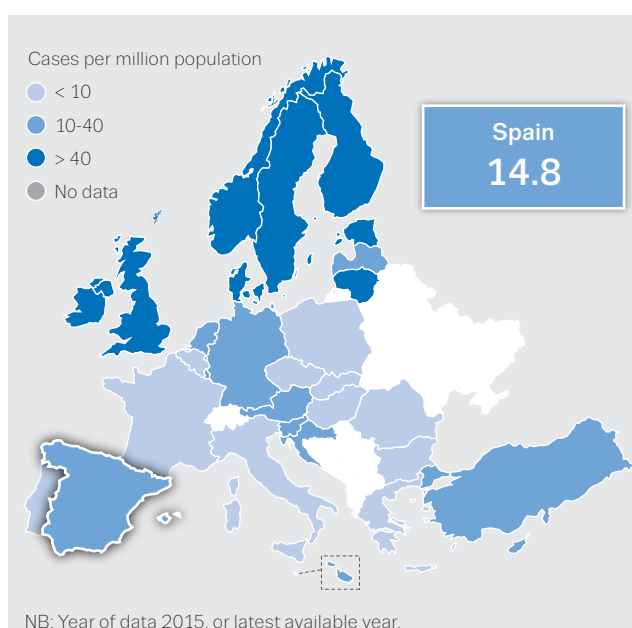 Cases per million population
< 10
10-40
> 40
No data
Spain
14.8
NB: Year of data 2015, or latest available year.